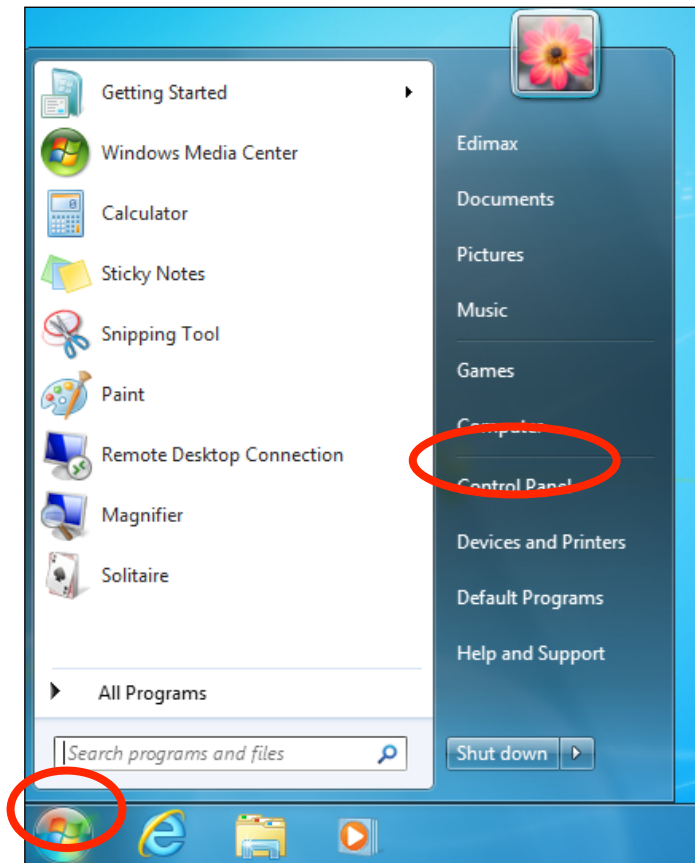 Getting Started
Windows Media Center
Calculator
Sticky Notes
Snipping Tool
Paint
Remote Desktop Connection
Magnifier
Solitaire
All Programs
Search programs and files
Edimax
Documents
Pictures
Music
Games
Computer
Control Panel
Devices and Printers
Default Programs
Help and Support
Shut down